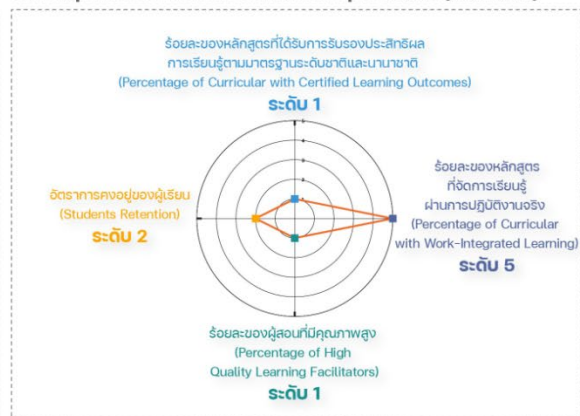 ร้อยละของหลักสูตรที่ได้รับการรับรองประสิทธิผล
การเรียนรู้ตามมาตรฐานระดับชาติและนานาชาติ
(Percentage of Curricular with Certified Learning Outcomes)
ระดับ 1
อัตราการคงอยู่ของผู้เรียน
(Students Retention)
ระดับ 2
ร้อยละของหลักสูตร
ที่จัดการเรียนรู้
ผ่านการปฏิบัติงานจริง
(Percentage of Curricular
with Work-Integrated Learning)
ระดับ 5
ร้อยละของผู้สอนที่มีคุณภาพสูง
(Percentage of High
Quality Learning Facilitators)
ระดับ 1